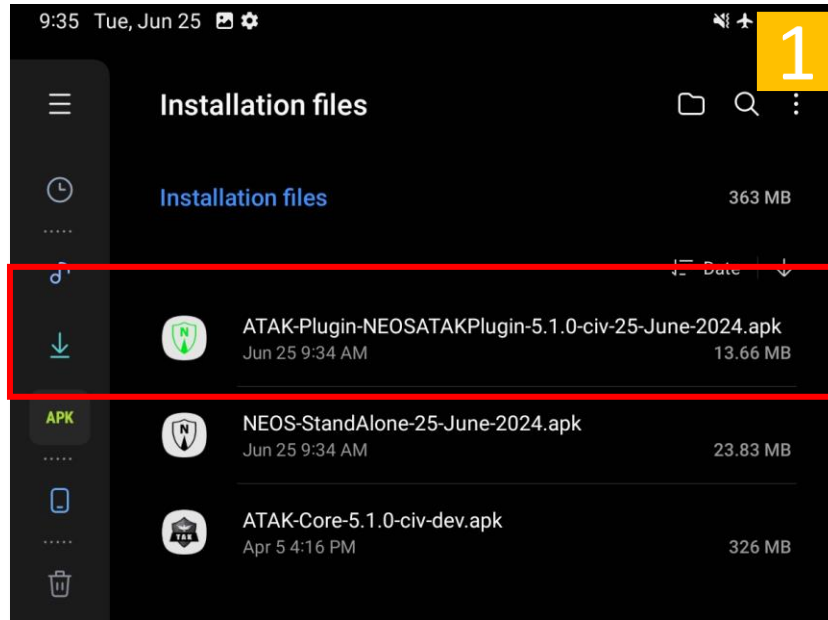 9:35 Tue, Jun 25
1
Installation files
Installation files 363 MB
Date
ATAK-Plugin-NEOSATAKPlugin-5.1.0-civ-25-June-2024.apk
Jun 25 9:34 AM 13.66 MB
APK
NEOS-StandAlone-25-June-2024.apk
Jun 25 9:34 AM 23.83 MB
ATAK-Core-5.1.0-civ-dev.apk
Apr 5 4:16 PM 326 MB
N
N
TAK